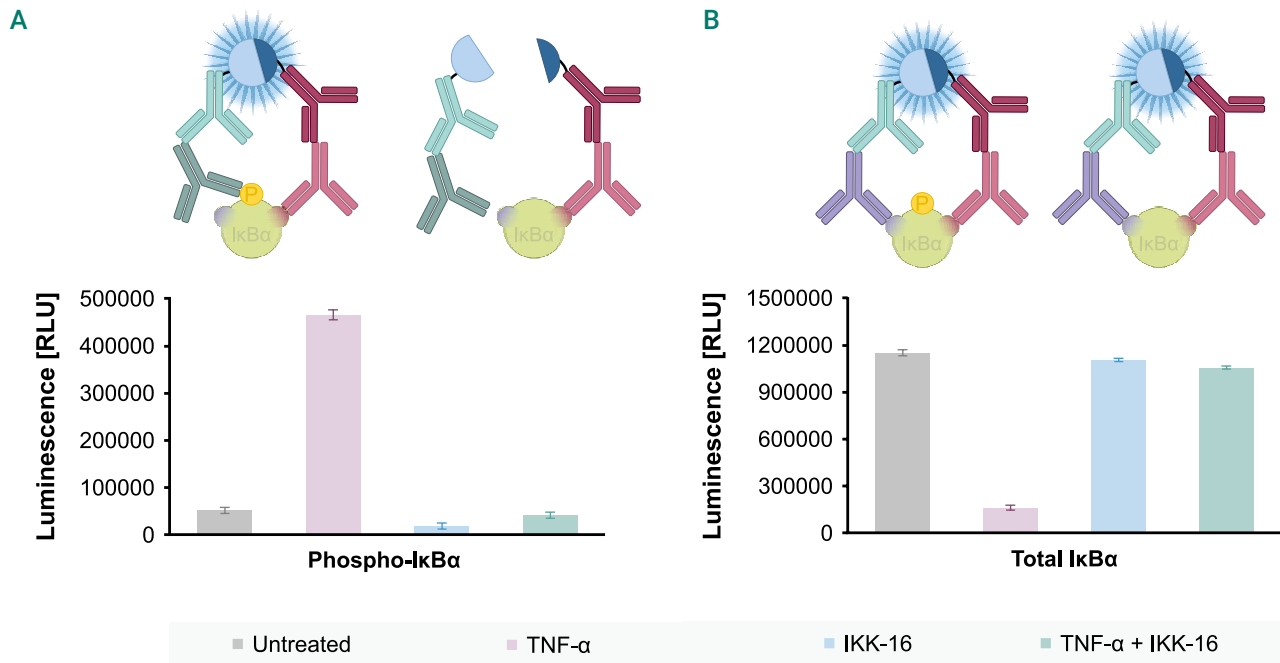 A
B
P
IκBα
IκBα
P
IκBα
IκBα
Luminescence [RLU]
500000
400000
300000
200000
100000
0
Phospho-IκBα
Luminescence [RLU]
1500000
1200000
900000
600000
300000
0
Total IκBα
Untreated
TNF-α
IKK-16
TNF-α + IKK-16